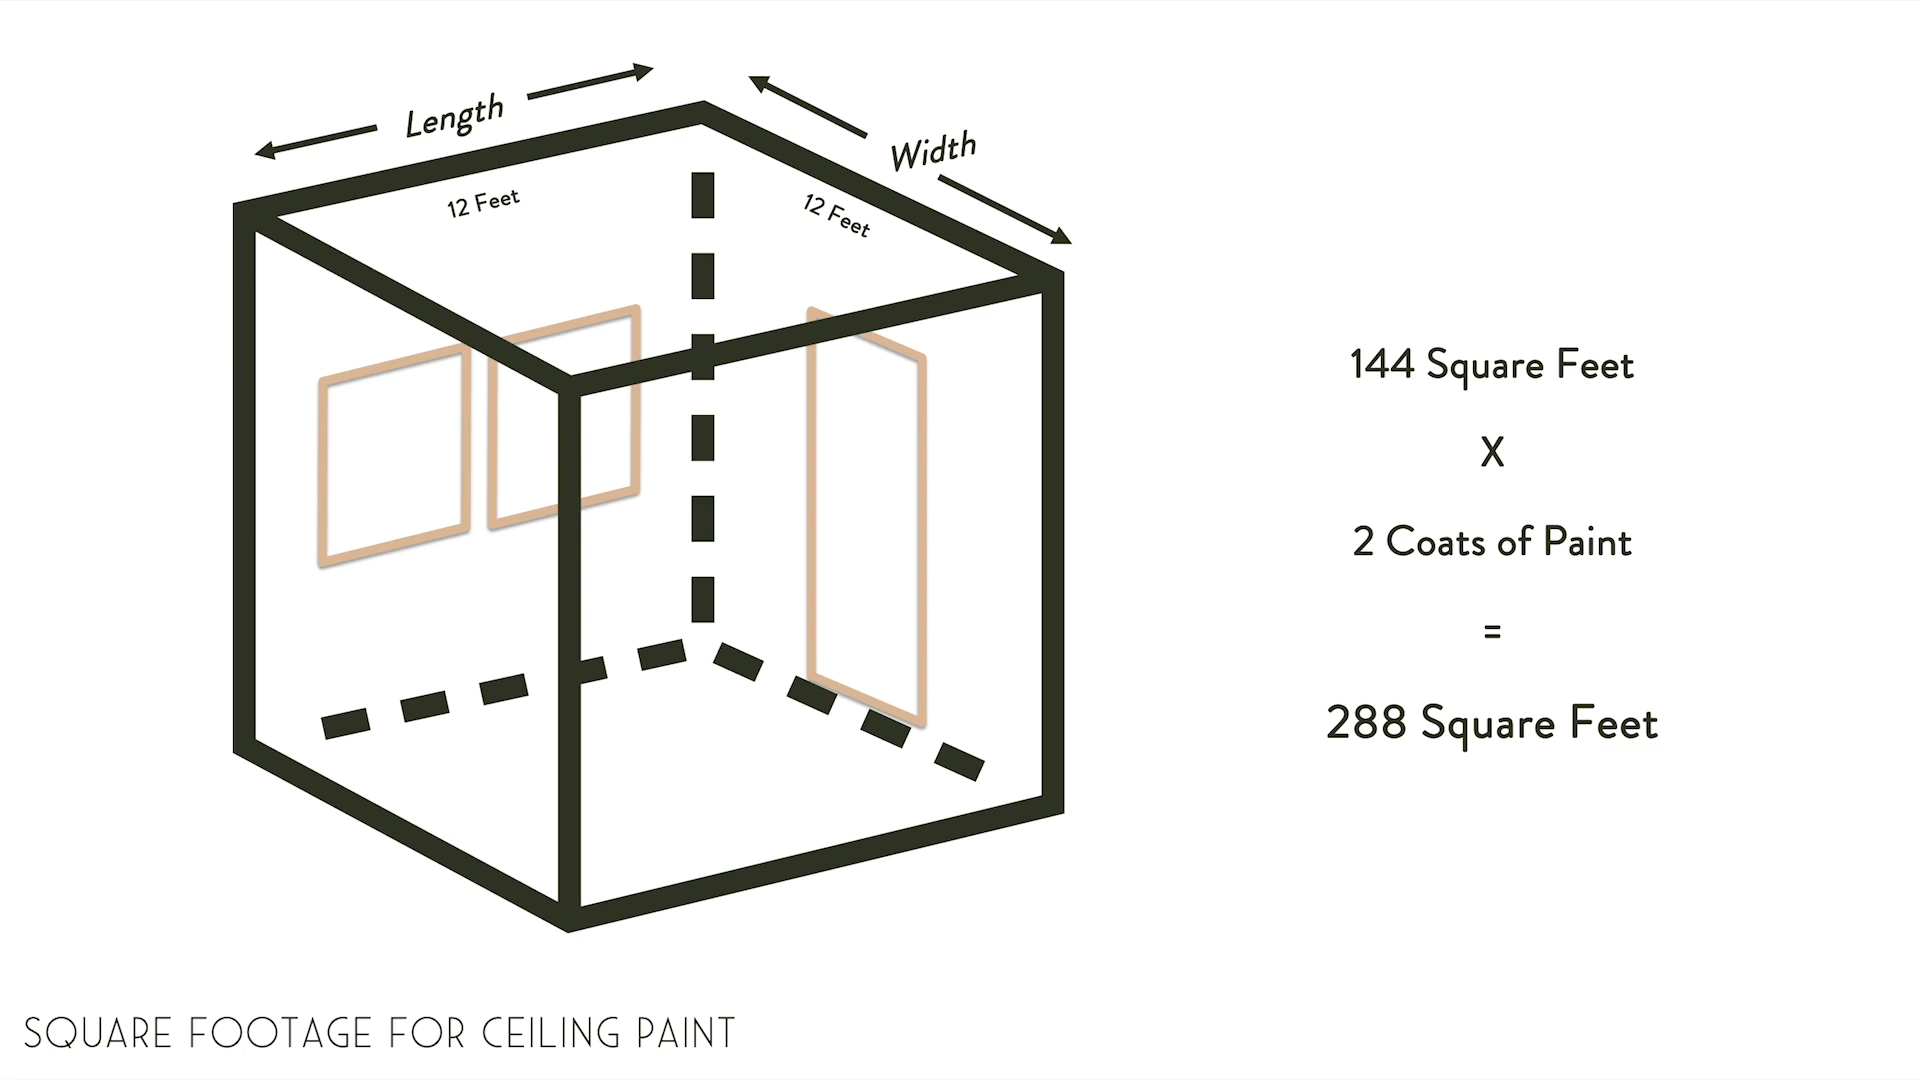 Length
Width
12 Feet
12 Feet
144 Square Feet
X
2 Coats of Paint
=
288 Square Feet
SQUARE FOOTAGE FOR CEILING PAINT